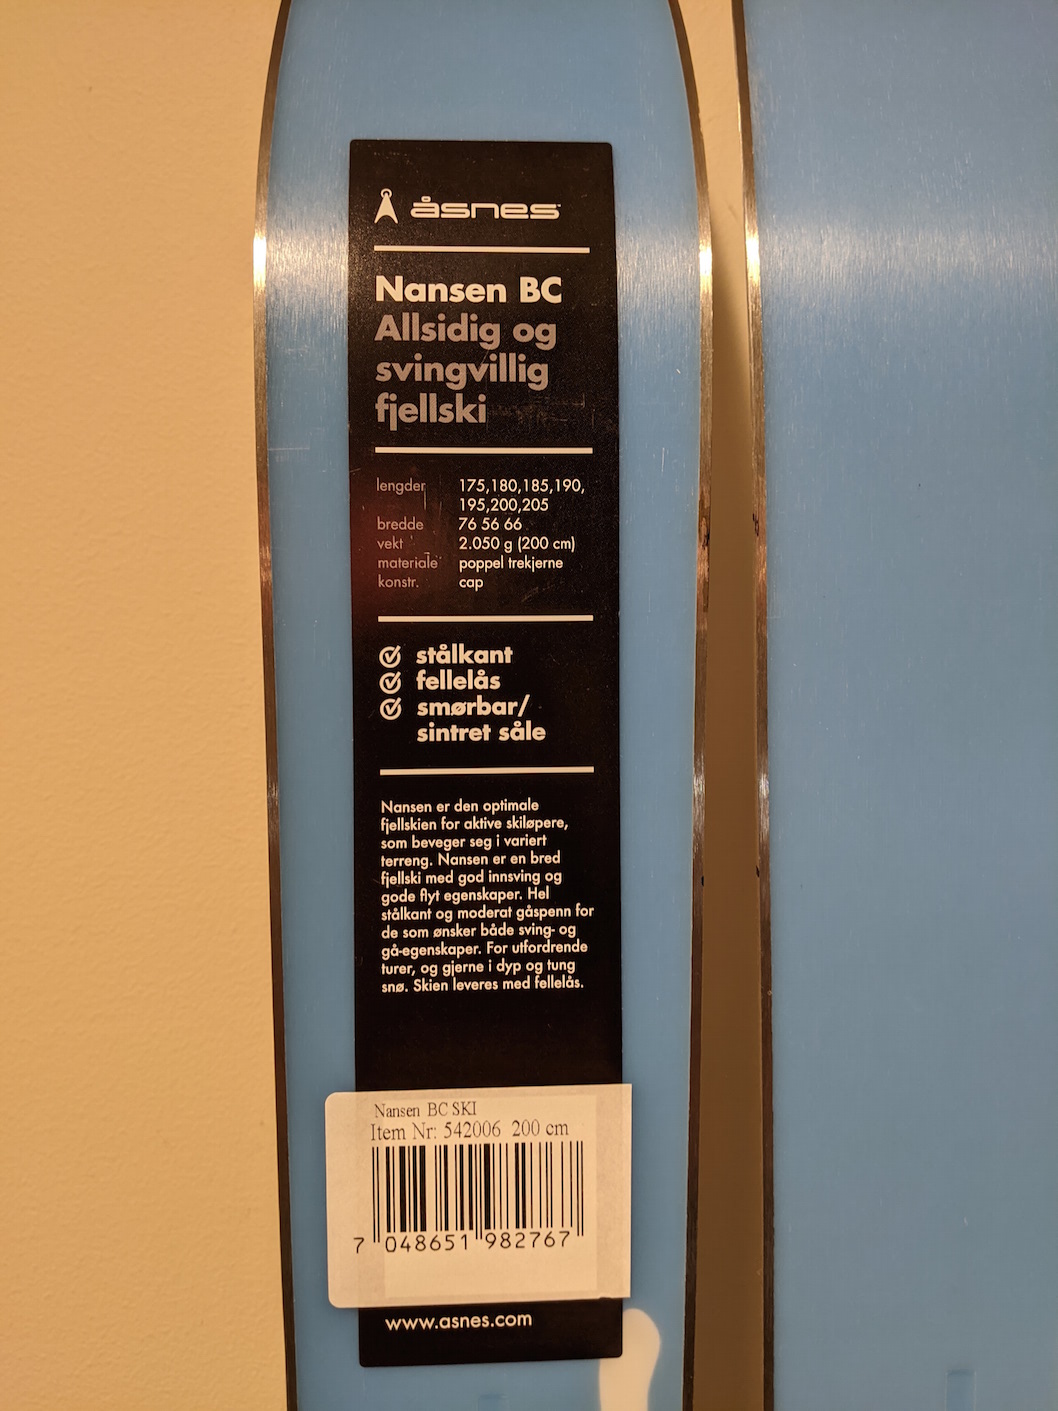 åsnes
Nansen BC
Allsidig og
svingvillig
fjellski
lengder 175,180,185,190,
195,200,205
bredde 76 56 66
vekt 2.050 g (200 cm)
materiale poppel trekjerne
konstr. cap
stålkant
fellelås
smørbar/
sintret såle
Nansen er den optimale
fjellskien for aktive skiløpere,
som beveger seg i variert
terreng. Nansen er en bred
fjellski med god innsving og
gode flyt egenskaper. Hel
stålkant og moderat gåspenn for
de som ønsker både sving- og
gå-egenskaper. For utfordrende
turer, og gjerne i dyp og tung
snø. Skien leveres med fellelås.
Nansen BC SKI
Item Nr: 542006 200 cm
7 048651 982767
www.asnes.com